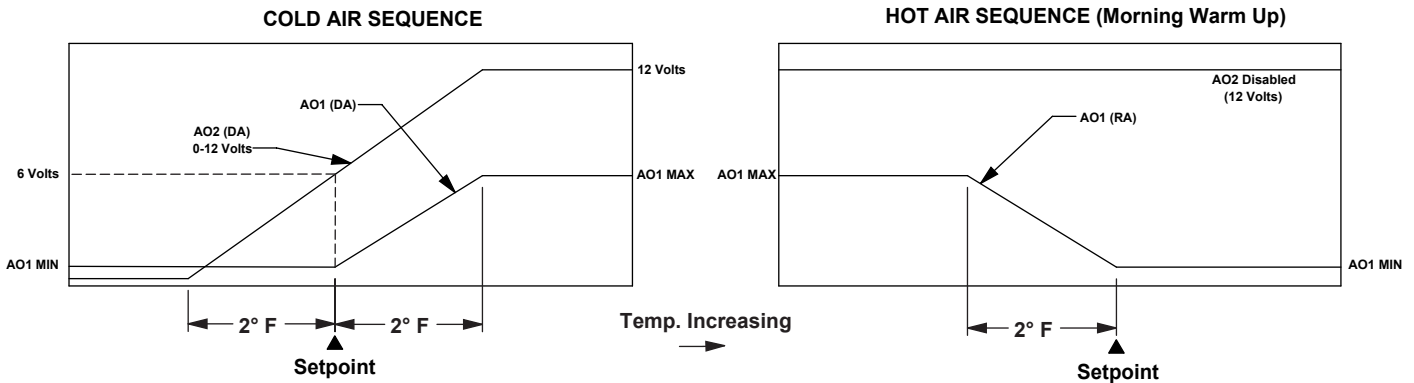 COLD AIR SEQUENCE
12 Volts
AO1 (DA)
AO2 (DA)
0-12 Volts
6 Volts
AO1 MAX
AO1 MIN
2° F
2° F
Setpoint
Temp. Increasing
HOT AIR SEQUENCE (Morning Warm Up)
AO2 Disabled
(12 Volts)
AO1 (RA)
AO1 MAX
AO1 MIN
2° F
Setpoint